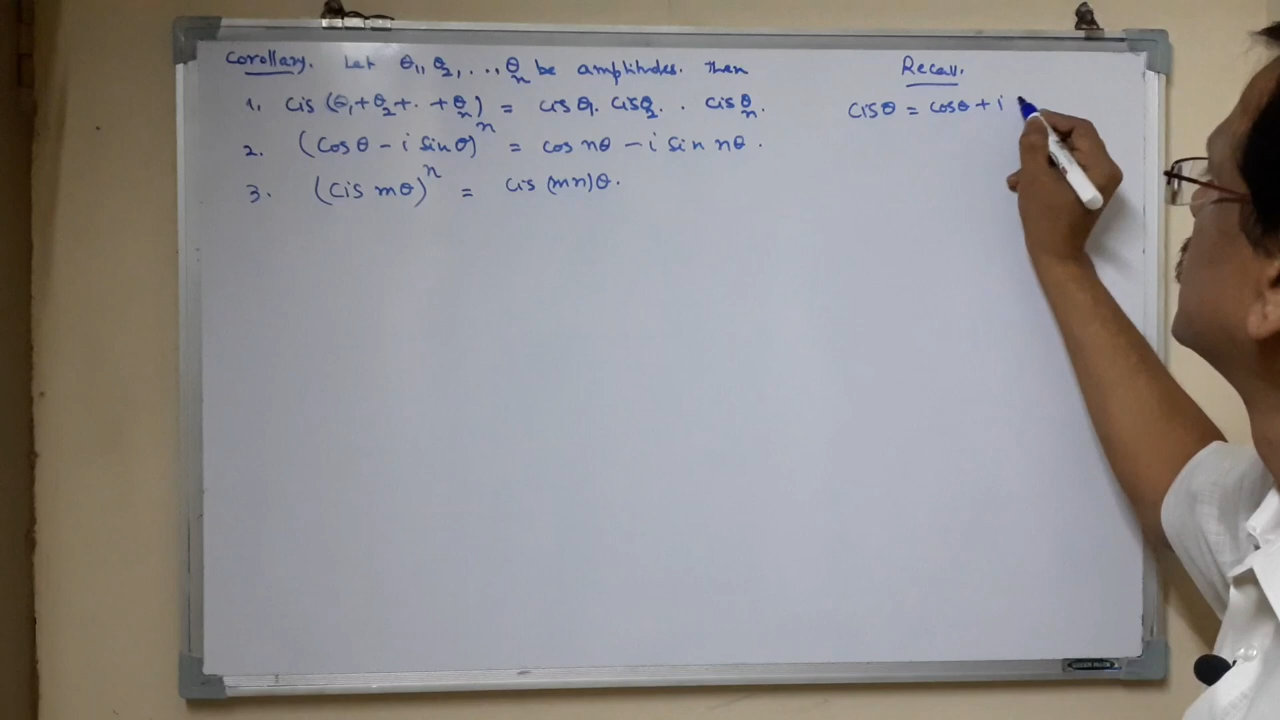 Corollary. Let θ₁, θ₂, ..., θₙ be amplitudes. Then
1. Cis (θ₁+θ₂+ . . +θₙ) = cis θ₁. Cis θ₂ . . Cis θₙ.
2. (Cos θ - i Sin θ)ⁿ = cos nθ - i Sin nθ.
3. (Cis mθ)ⁿ = Cis (mn)θ.
Recall.
Cis θ = Cos θ + i